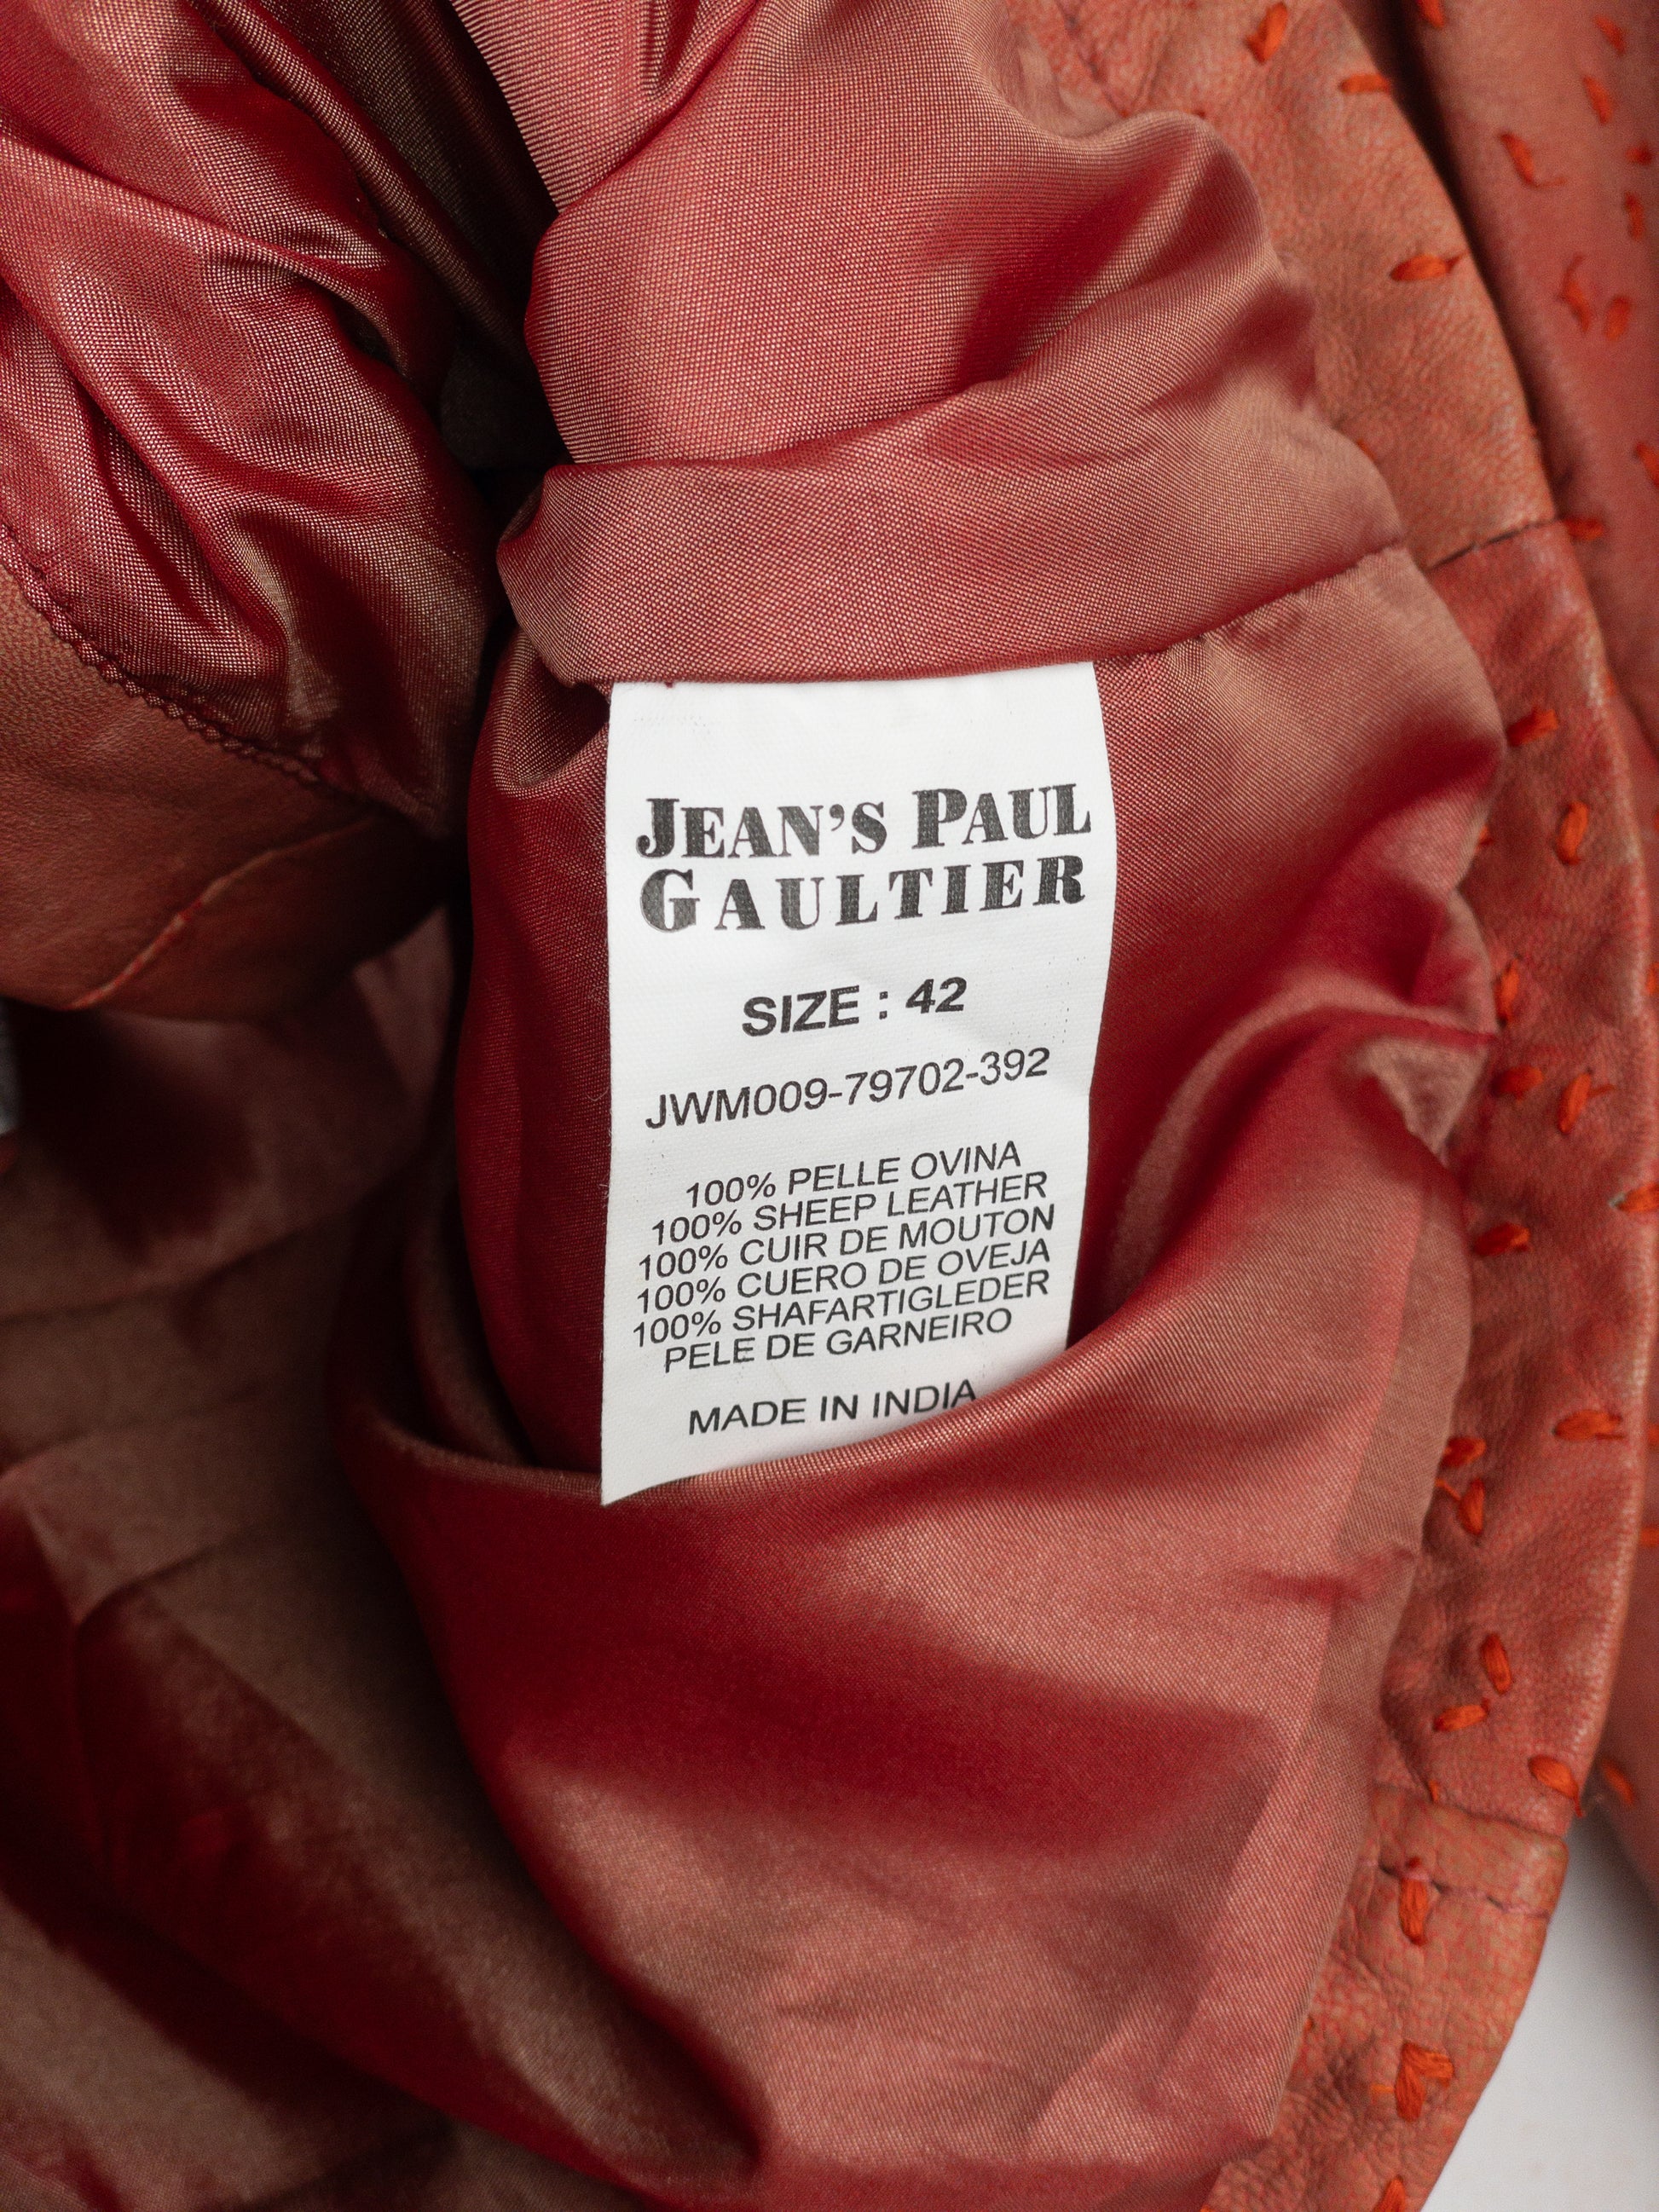 JEAN'S PAUL
GAULTIER
SIZE : 42
JWM009-79702-392
100% PELLE OVINA
100% SHEEP LEATHER
100% CUIR DE MOUTON
100% CUERO DE OVEJA
100% SHAFARTIGLEDER
PELE DE GARNEIRO
MADE IN INDIA